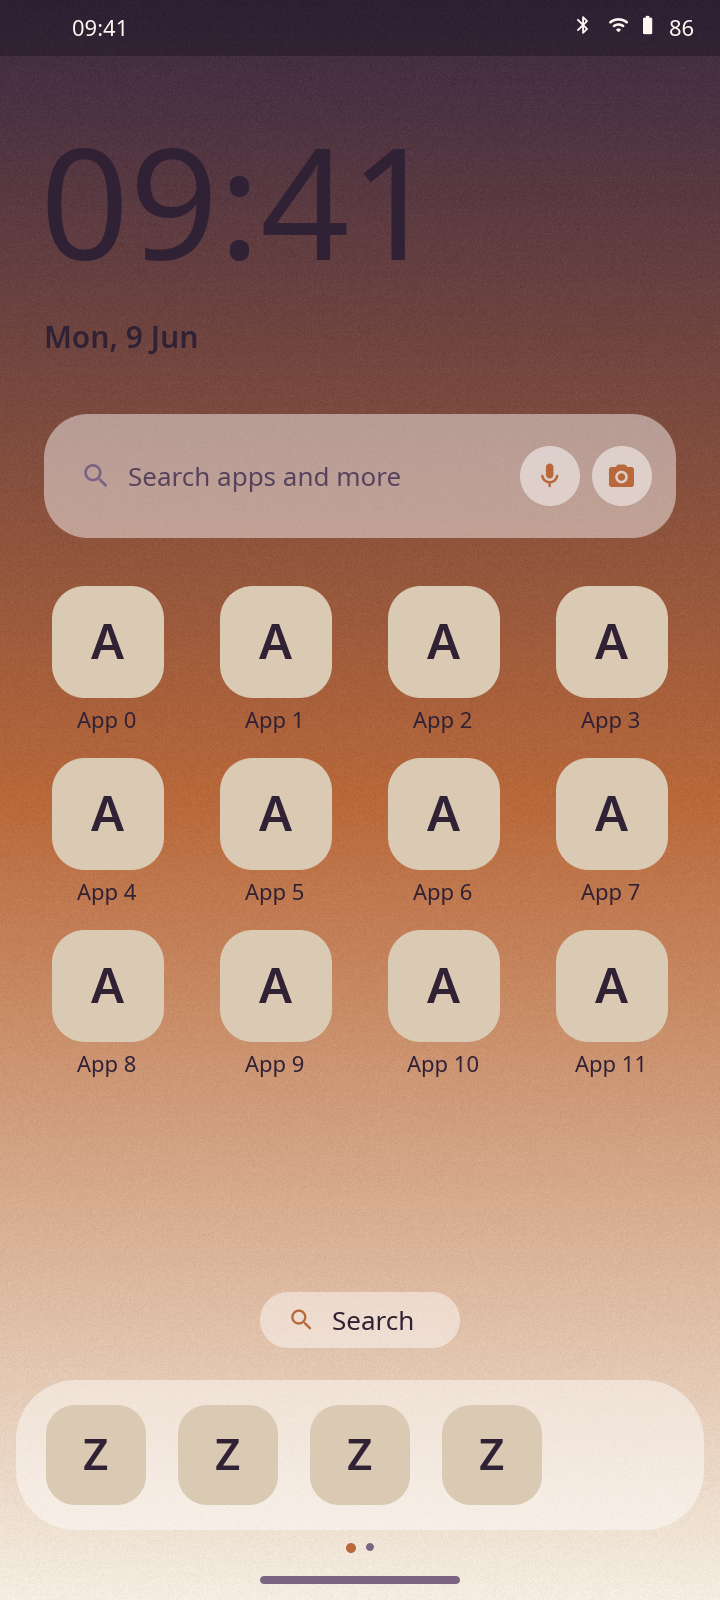 09:41 86
09:41
Mon, 9 Jun
Search apps and more
A A A A
App 0 App 1 App 2 App 3
A A A A
App 4 App 5 App 6 App 7
A A A A
App 8 App 9 App 10 App 11
Search
Z Z Z Z